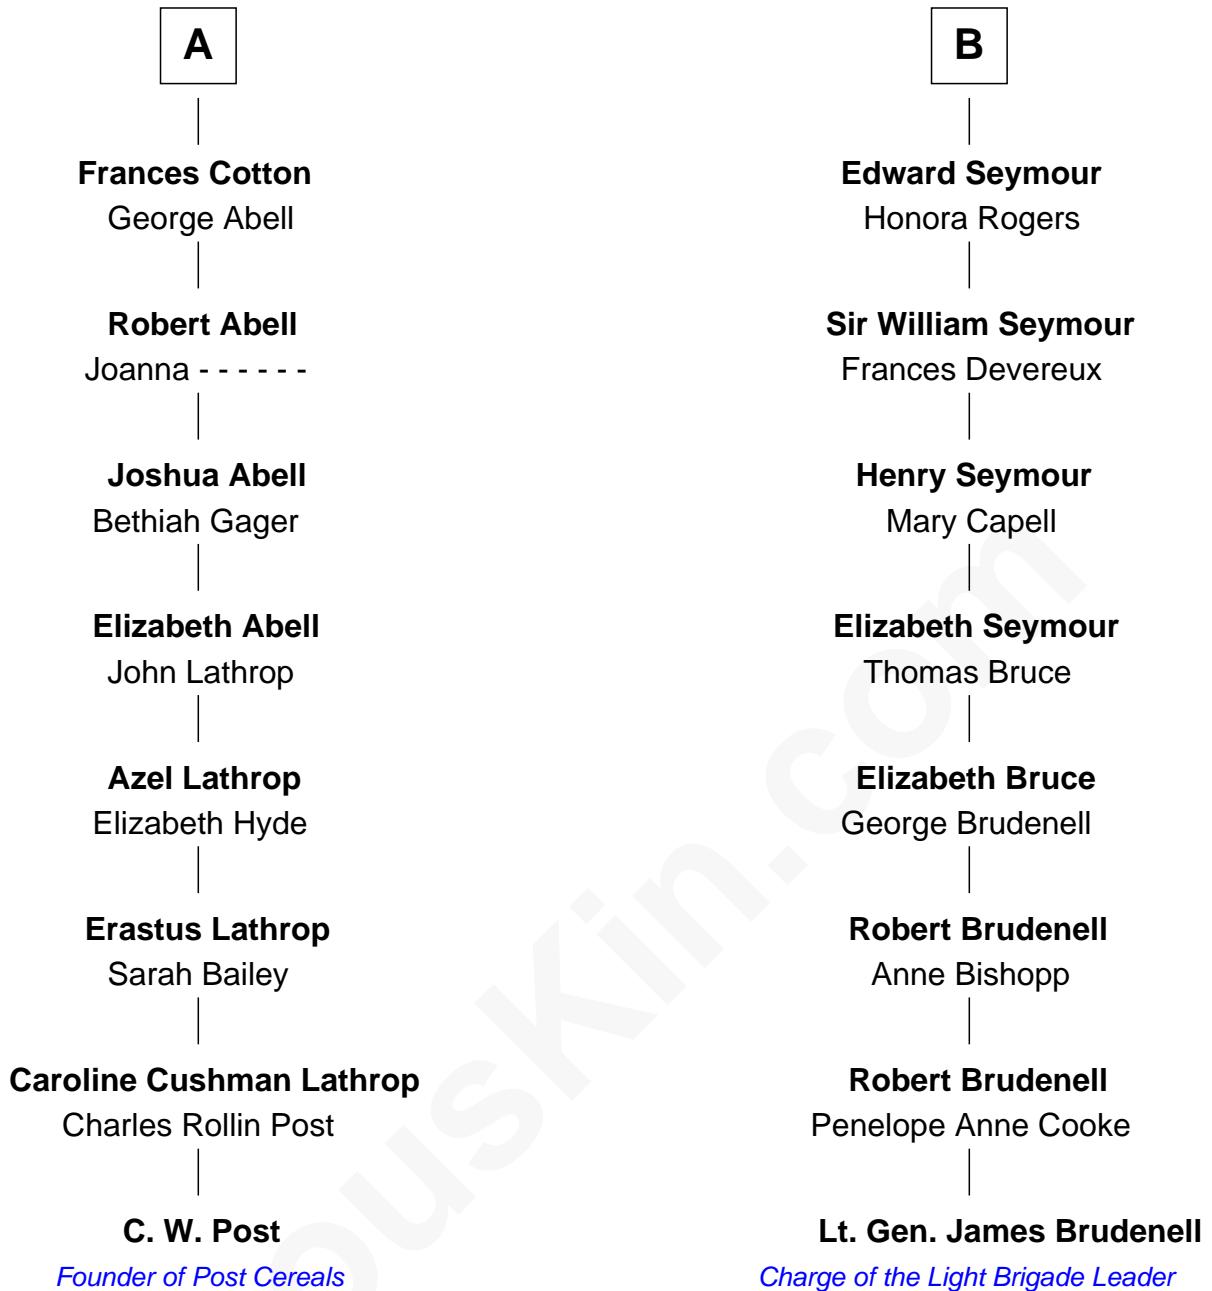 A
Frances Cotton
George Abell
Robert Abell
Joanna - - - - - -
Joshua Abell
Bethiah Gager
Elizabeth Abell
John Lathrop
Azel Lathrop
Elizabeth Hyde
Erastus Lathrop
Sarah Bailey
Caroline Cushman Lathrop
Charles Rollin Post
C. W. Post
Founder of Post Cereals
B
Edward Seymour
Honora Rogers
Sir William Seymour
Frances Devereux
Henry Seymour
Mary Capell
Elizabeth Seymour
Thomas Bruce
Elizabeth Bruce
George Brudenell
Robert Brudenell
Anne Bishopp
Robert Brudenell
Penelope Anne Cooke
Lt. Gen. James Brudenell
Charge of the Light Brigade Leader
ousKin.com